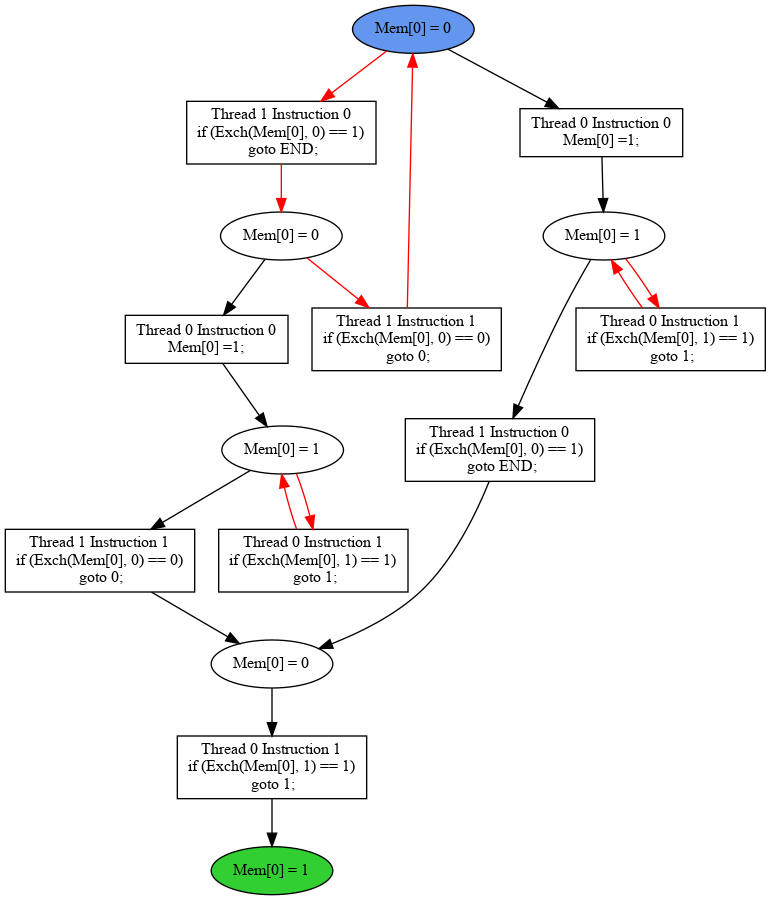 Mem[0] = 0
Thread 1 Instruction 0
if (Exch(Mem[0], 0) == 1)
goto END;
Thread 0 Instruction 0
Mem[0] =1;
Mem[0] = 0
Mem[0] = 1
Thread 0 Instruction 0
Mem[0] =1;
Thread 1 Instruction 1
if (Exch(Mem[0], 0) == 0)
goto 0;
Thread 0 Instruction 1
if (Exch(Mem[0], 1) == 1)
goto 1;
Mem[0] = 1
Thread 1 Instruction 0
if (Exch(Mem[0], 0) == 1)
goto END;
Thread 1 Instruction 1
if (Exch(Mem[0], 0) == 0)
goto 0;
Thread 0 Instruction 1
if (Exch(Mem[0], 1) == 1)
goto 1;
Mem[0] = 0
Thread 0 Instruction 1
if (Exch(Mem[0], 1) == 1)
goto 1;
Mem[0] = 1